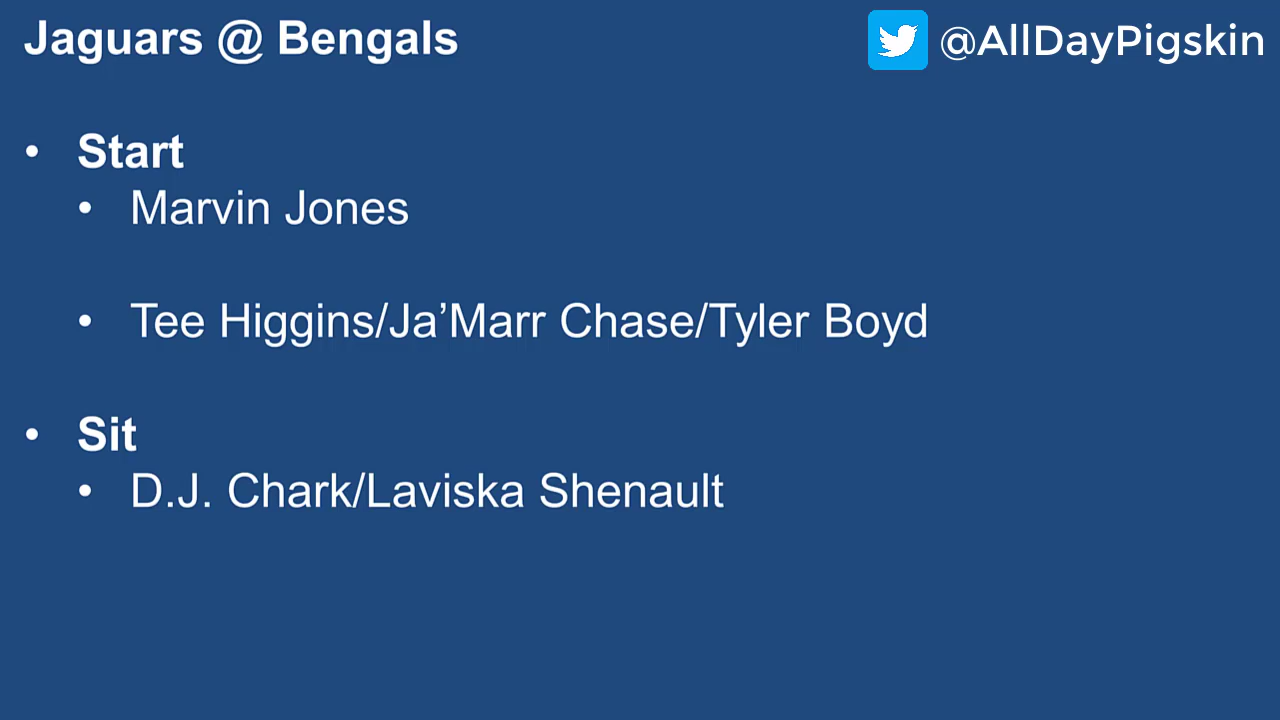 Jaguars @ Bengals
@AllDayPigskin
• Start
• Marvin Jones
• Tee Higgins/Ja’Marr Chase/Tyler Boyd
• Sit
• D.J. Chark/Laviska Shenault